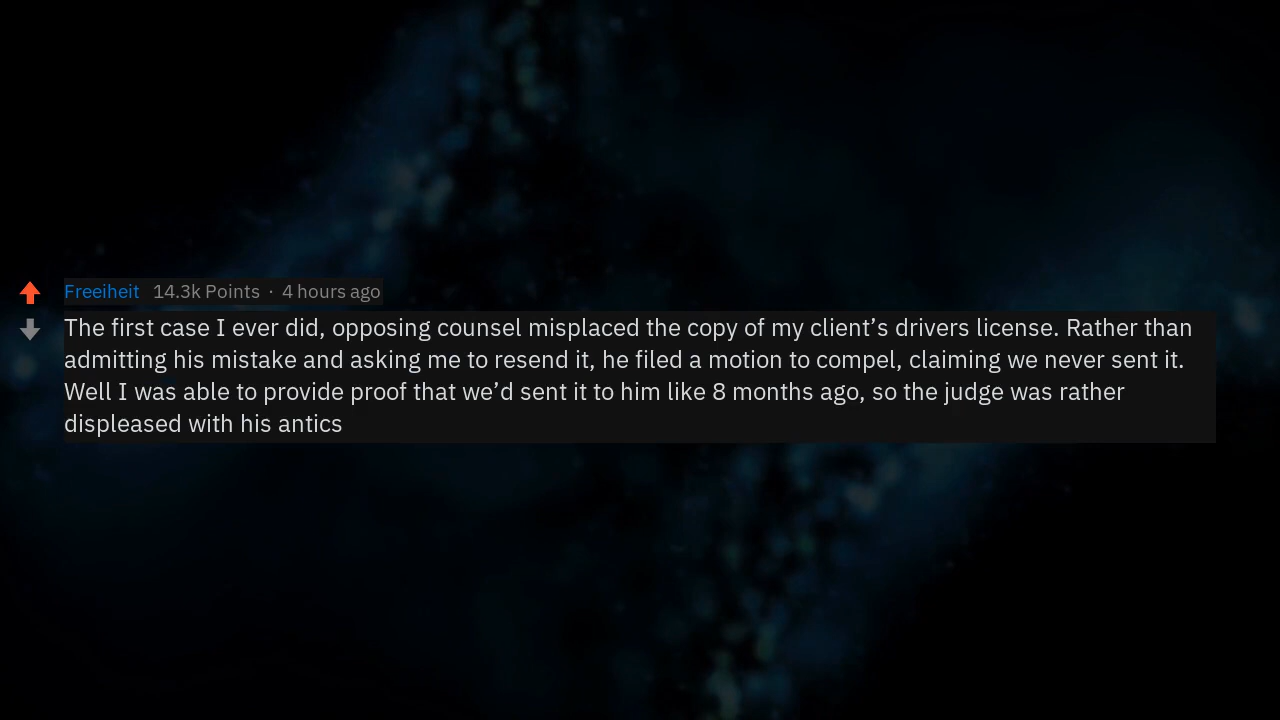 Freeiheit 14.3k Points · 4 hours ago
The first case I ever did, opposing counsel misplaced the copy of my client’s drivers license. Rather than
admitting his mistake and asking me to resend it, he filed a motion to compel, claiming we never sent it.
Well I was able to provide proof that we’d sent it to him like 8 months ago, so the judge was rather
displeased with his antics